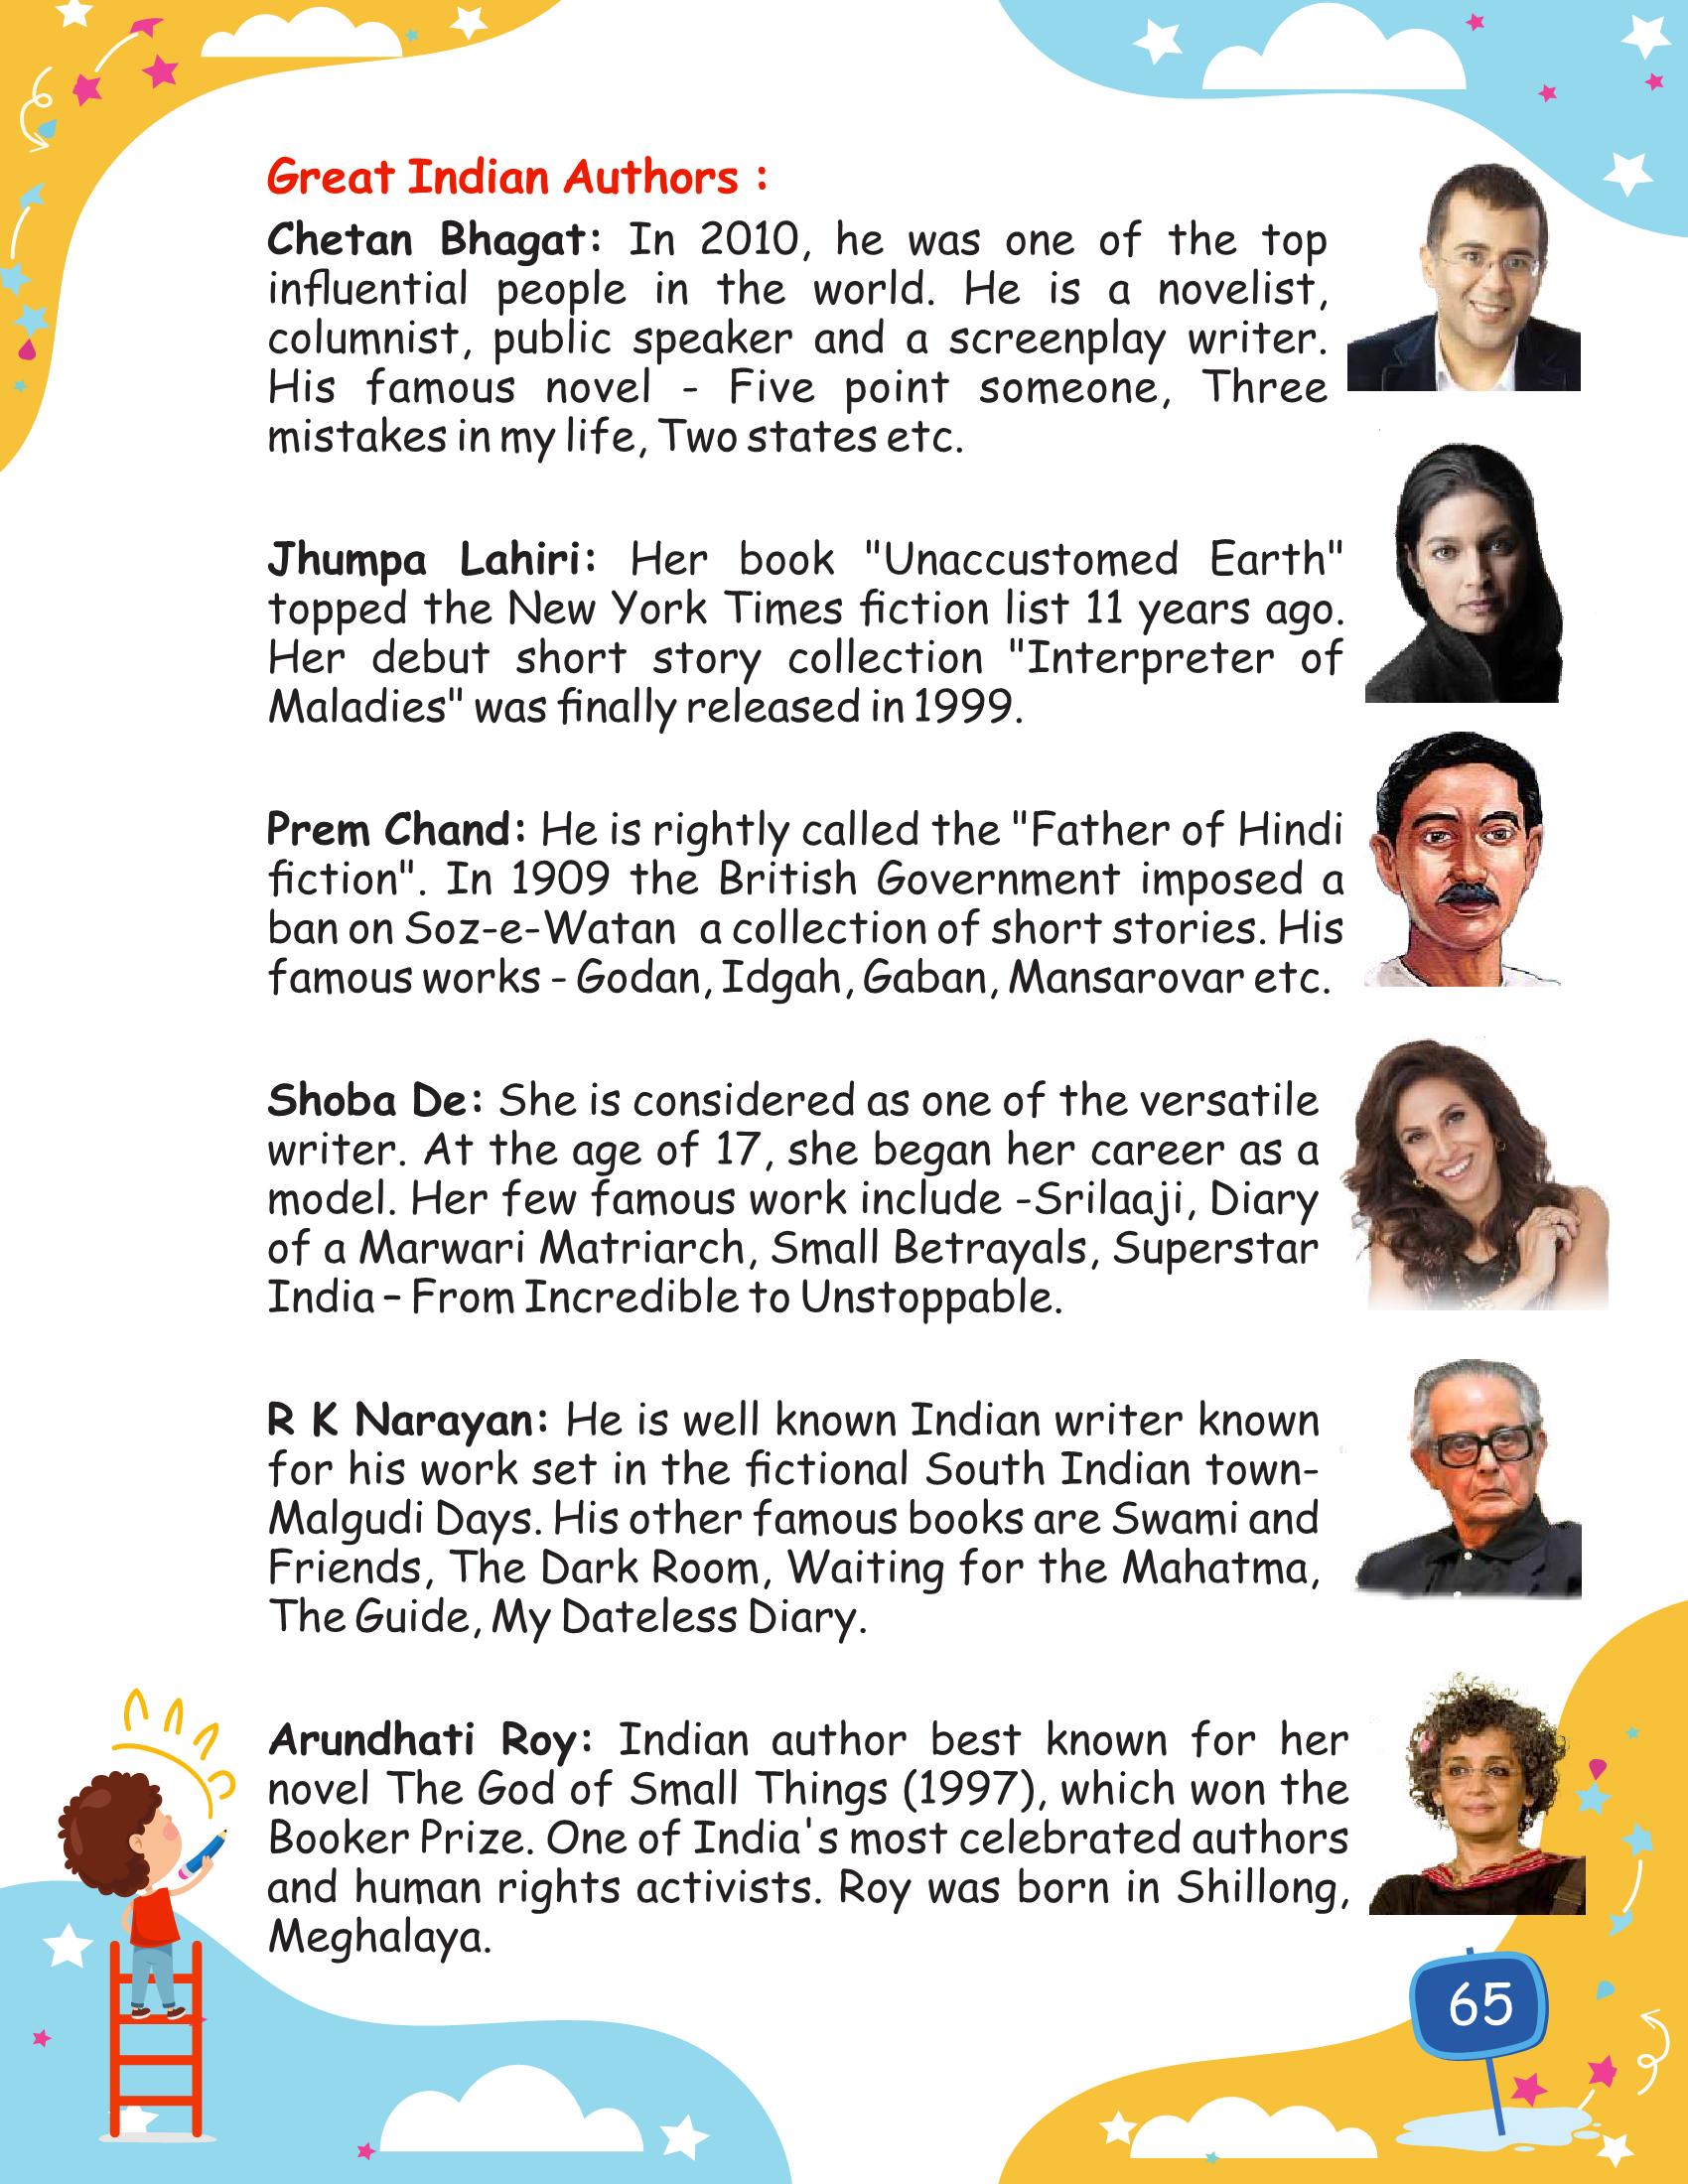 Great Indian Authors :
Chetan Bhagat: In 2010, he was one of the top
influential people in the world. He is a novelist,
columnist, public speaker and a screenplay writer.
His famous novel - Five point someone, Three
mistakes in my life, Two states etc.
Jhumpa Lahiri: Her book "Unaccustomed Earth"
topped the New York Times fiction list 11 years ago.
Her debut short story collection "Interpreter of
Maladies" was finally released in 1999.
Prem Chand: He is rightly called the "Father of Hindi
fiction". In 1909 the British Government imposed a
ban on Soz-e-Watan a collection of short stories. His
famous works - Godan, Idgah, Gaban, Mansarovar etc.
Shoba De: She is considered as one of the versatile
writer. At the age of 17, she began her career as a
model. Her few famous work include -Srilaaji, Diary
of a Marwari Matriarch, Small Betrayals, Superstar
India – From Incredible to Unstoppable.
R K Narayan: He is well known Indian writer known
for his work set in the fictional South Indian town-
Malgudi Days. His other famous books are Swami and
Friends, The Dark Room, Waiting for the Mahatma,
The Guide, My Dateless Diary.
Arundhati Roy: Indian author best known for her
novel The God of Small Things (1997), which won the
Booker Prize. One of India's most celebrated authors
and human rights activists. Roy was born in Shillong,
Meghalaya.
65